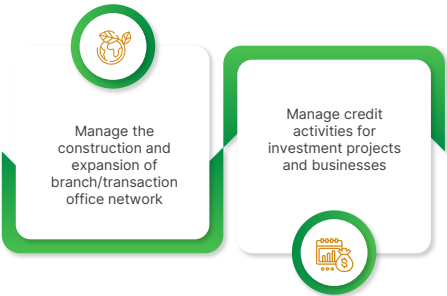 Manage the
construction and
expansion of
branch/transaction
office network
Manage credit
activities for
investment projects
and businesses